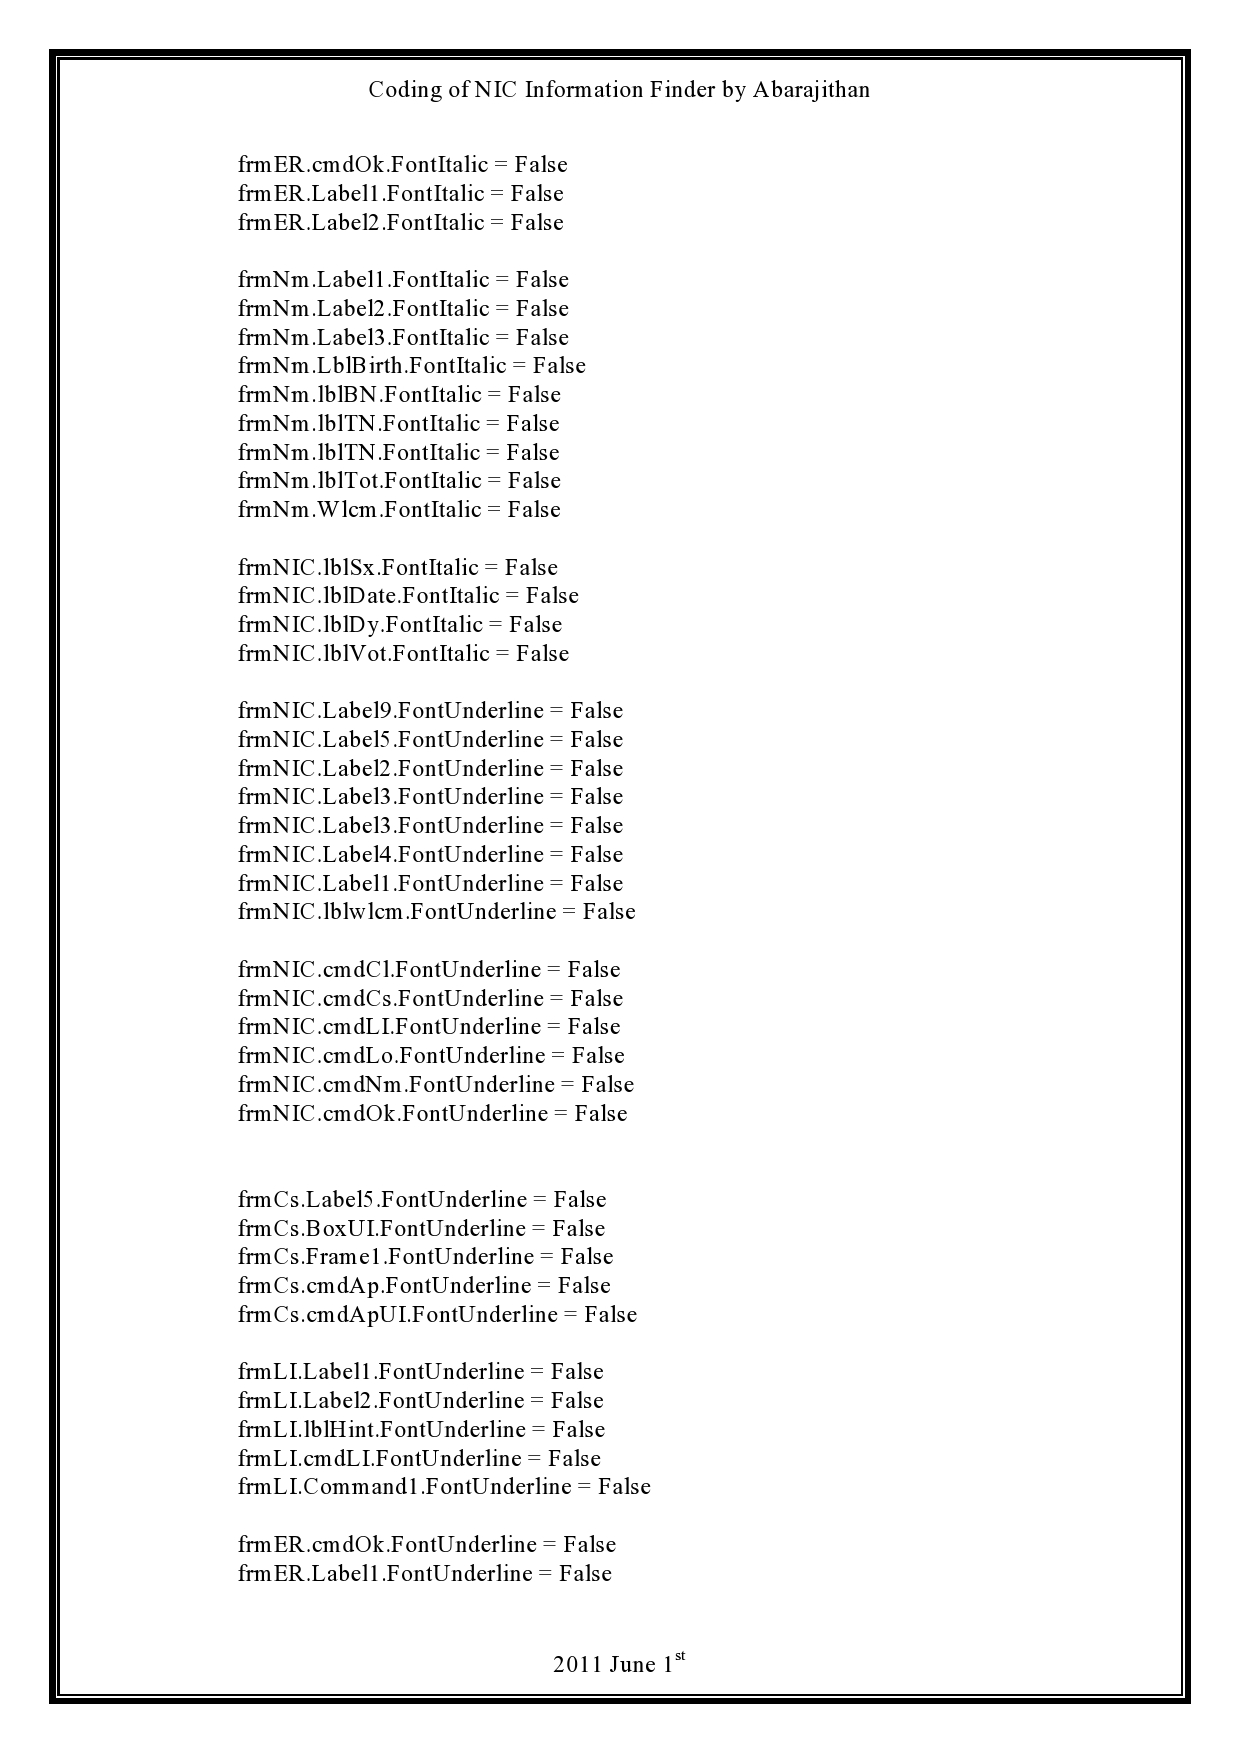 Coding of NIC Information Finder by Abarajithan
frmER.cmdOk.FontItalic = False
frmER.Label1.FontItalic = False
frmER.Label2.FontItalic = False
frmNm.Label1.FontItalic = False
frmNm.Label2.FontItalic = False
frmNm.Label3.FontItalic = False
frmNm.LblBirth.FontItalic = False
frmNm.lblBN.FontItalic = False
frmNm.lblTN.FontItalic = False
frmNm.lblTN.FontItalic = False
frmNm.lblTot.FontItalic = False
frmNm.Wlcm.FontItalic = False
frmNIC.lblSx.FontItalic = False
frmNIC.lblDate.FontItalic = False
frmNIC.lblDy.FontItalic = False
frmNIC.lblVot.FontItalic = False
frmNIC.Label9.FontUnderline = False
frmNIC.Label5.FontUnderline = False
frmNIC.Label2.FontUnderline = False
frmNIC.Label3.FontUnderline = False
frmNIC.Label3.FontUnderline = False
frmNIC.Label4.FontUnderline = False
frmNIC.Label1.FontUnderline = False
frmNIC.lblwlcm.FontUnderline = False
frmNIC.cmdCl.FontUnderline = False
frmNIC.cmdCs.FontUnderline = False
frmNIC.cmdLI.FontUnderline = False
frmNIC.cmdLo.FontUnderline = False
frmNIC.cmdNm.FontUnderline = False
frmNIC.cmdOk.FontUnderline = False
frmCs.Label5.FontUnderline = False
frmCs.BoxUI.FontUnderline = False
frmCs.Frame1.FontUnderline = False
frmCs.cmdAp.FontUnderline = False
frmCs.cmdApUI.FontUnderline = False
frmLI.Label1.FontUnderline = False
frmLI.Label2.FontUnderline = False
frmLI.lblHint.FontUnderline = False
frmLI.cmdLI.FontUnderline = False
frmLI.Command1.FontUnderline = False
frmER.cmdOk.FontUnderline = False
frmER.Label1.FontUnderline = False
2011 June 1st